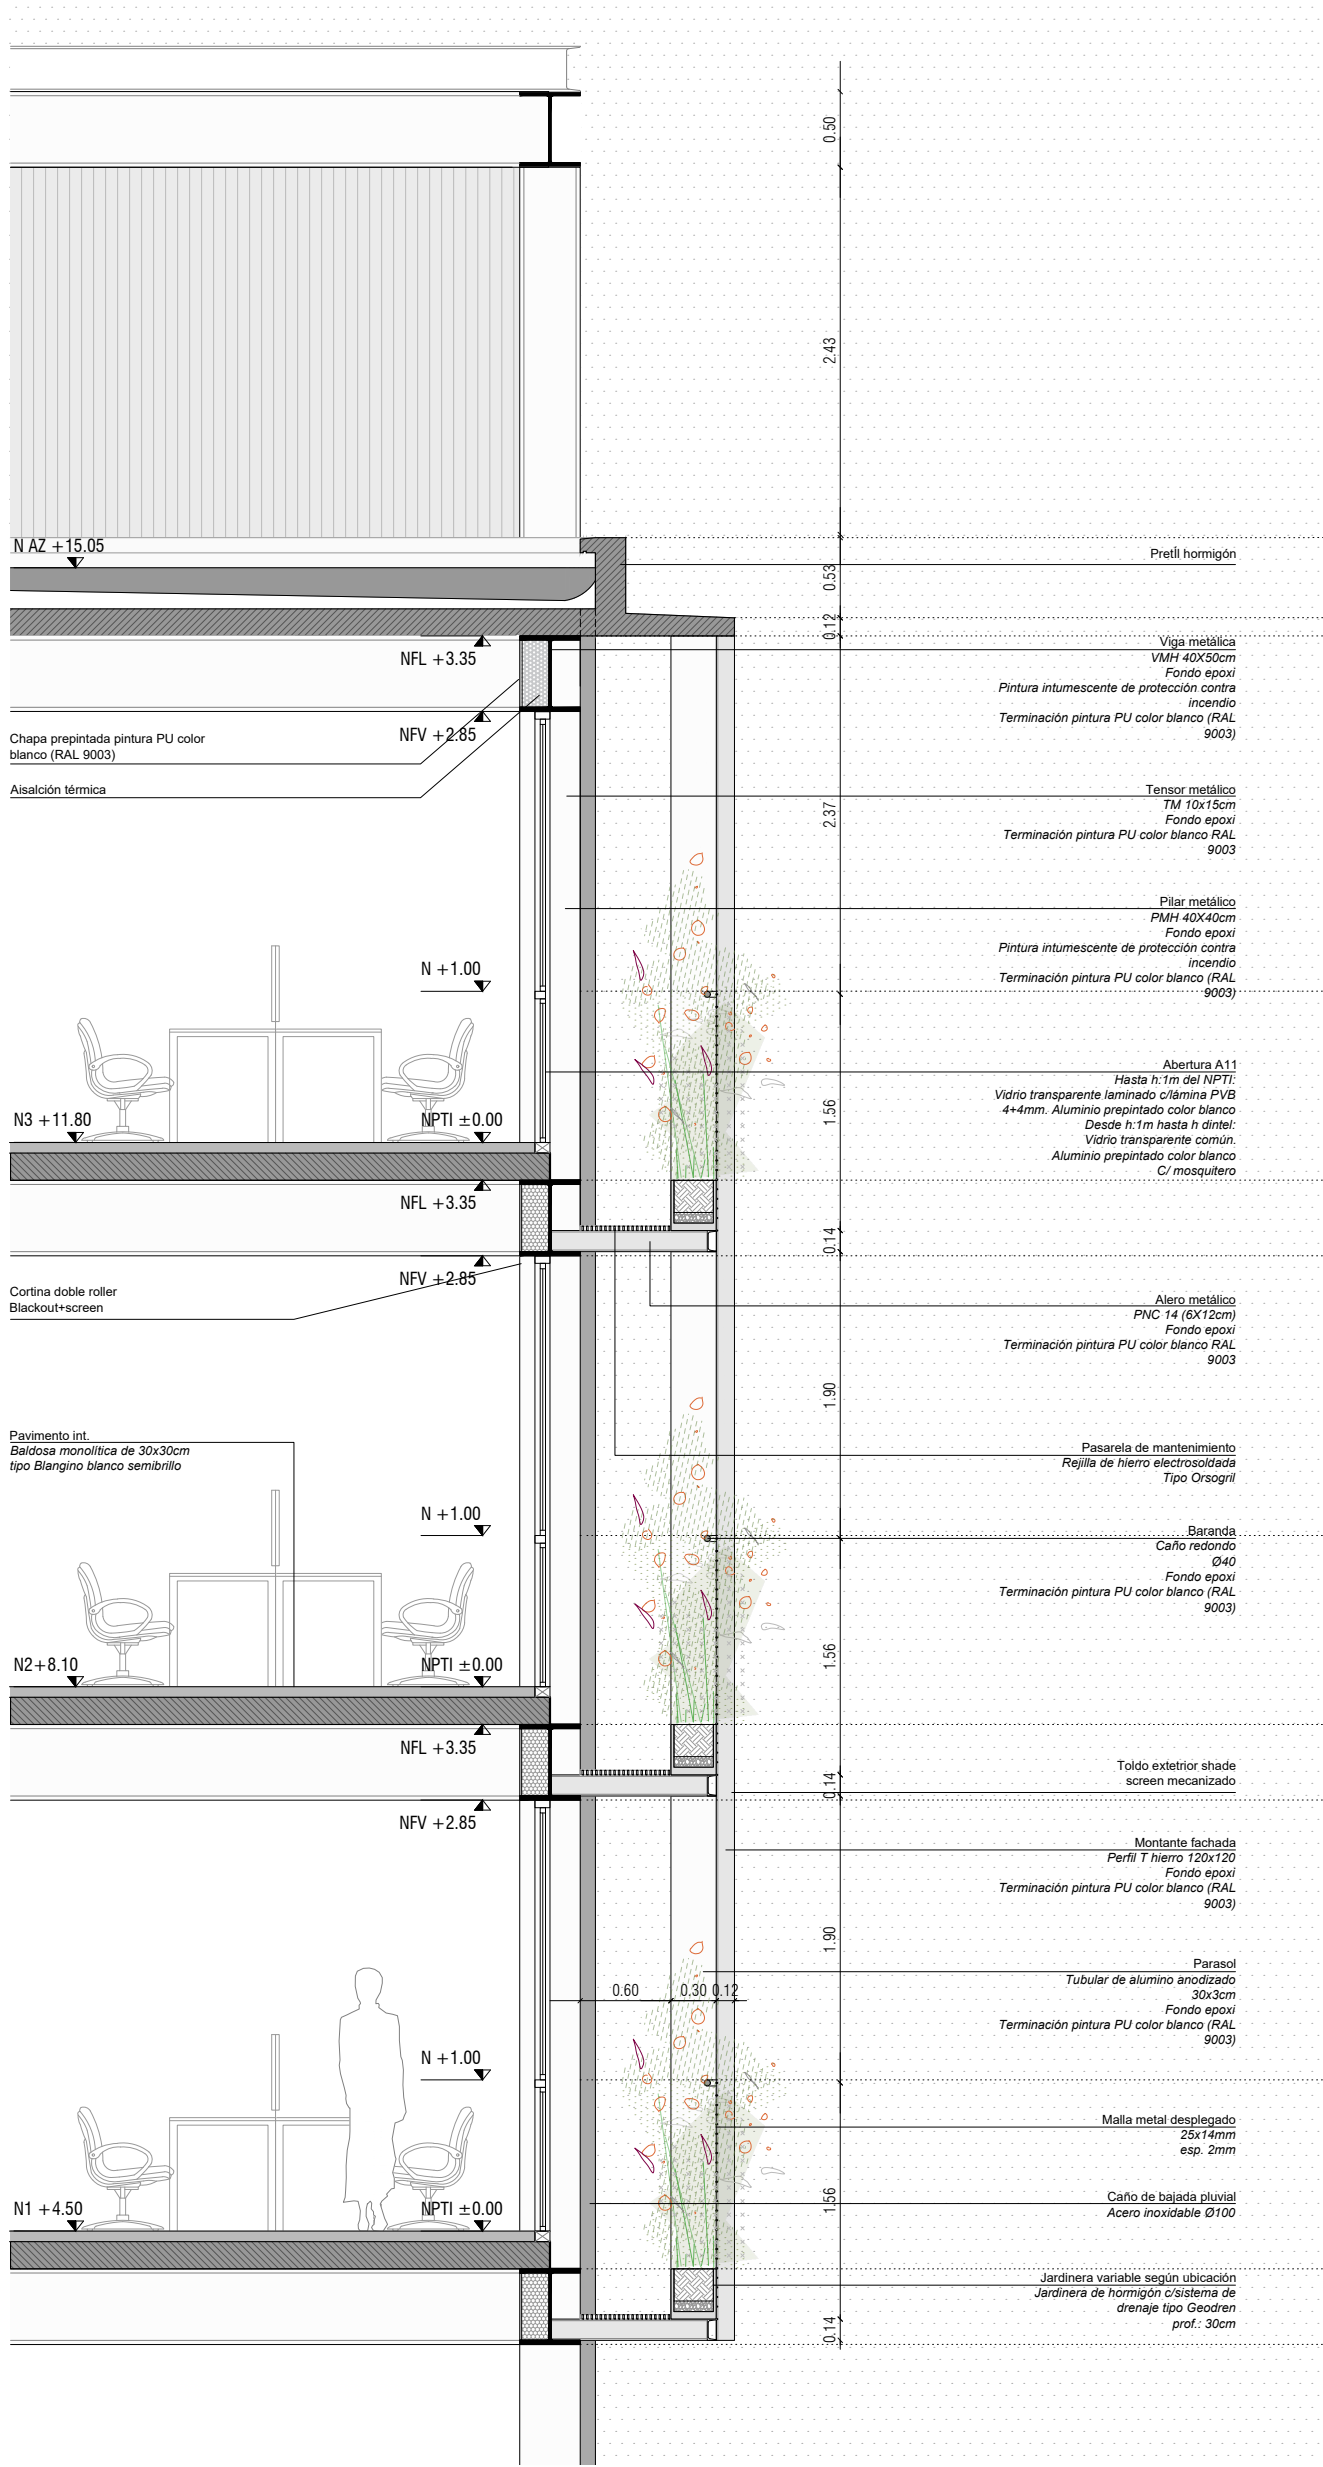 0.50
2.43
N AZ +15.05
0.53
Pretíl hormigón
0.12
NFL +3.35
Viga metálica
VMH 40X50cm
Fondo epoxi
Pintura intumescente de protección contra
incendio
Terminación pintura PU color blanco (RAL
9003)
NFV +2.85
Chapa prepintada pintura PU color
blanco (RAL 9003)
Aisalción térmica
2.37
Tensor metálico
TM 10x15cm
Fondo epoxi
Terminación pintura PU color blanco RAL
9003
Pilar metálico
PMH 40X40cm
Fondo epoxi
Pintura intumescente de protección contra
incendio
Terminación pintura PU color blanco (RAL
9003)
N +1.00
Abertura A11
Hasta h:1m del NPTI:
Vidrio transparente laminado c/lámina PVB
4+4mm. Aluminio prepintado color blanco
Desde h:1m hasta h dintel:
Vidrio transparente común.
Aluminio prepintado color blanco
C/ mosquitero
1.56
N3 +11.80
NPTI ±0.00
NFL +3.35
0.14
NFV +2.85
Cortina doble roller
Blackout+screen
Alero metálico
PNC 14 (6X12cm)
Fondo epoxi
Terminación pintura PU color blanco RAL
9003
1.90
Pavimento int.
Baldosa monolítica de 30x30cm
tipo Blangino blanco semibrillo
Pasarela de mantenimiento
Rejilla de hierro electrosoldada
Tipo Orsogril
N +1.00
Baranda
Caño redondo
Ø40
Fondo epoxi
Terminación pintura PU color blanco (RAL
9003)
1.56
N2+8.10
NPTI ±0.00
NFL +3.35
0.14
Toldo extetrior shade
screen mecanizado
NFV +2.85
Montante fachada
Perfil T hierro 120x120
Fondo epoxi
Terminación pintura PU color blanco (RAL
9003)
1.90
Parasol
Tubular de alumino anodizado
30x3cm
Fondo epoxi
Terminación pintura PU color blanco (RAL
9003)
0.60 0.30 0.12
N +1.00
Malla metal desplegado
25x14mm
esp. 2mm
1.56
Caño de bajada pluvial
Acero inoxidable Ø100
N1 +4.50
NPTI ±0.00
Jardinera variable según ubicación
Jardinera de hormigón c/sistema de
drenaje tipo Geodren
prof.: 30cm
0.14